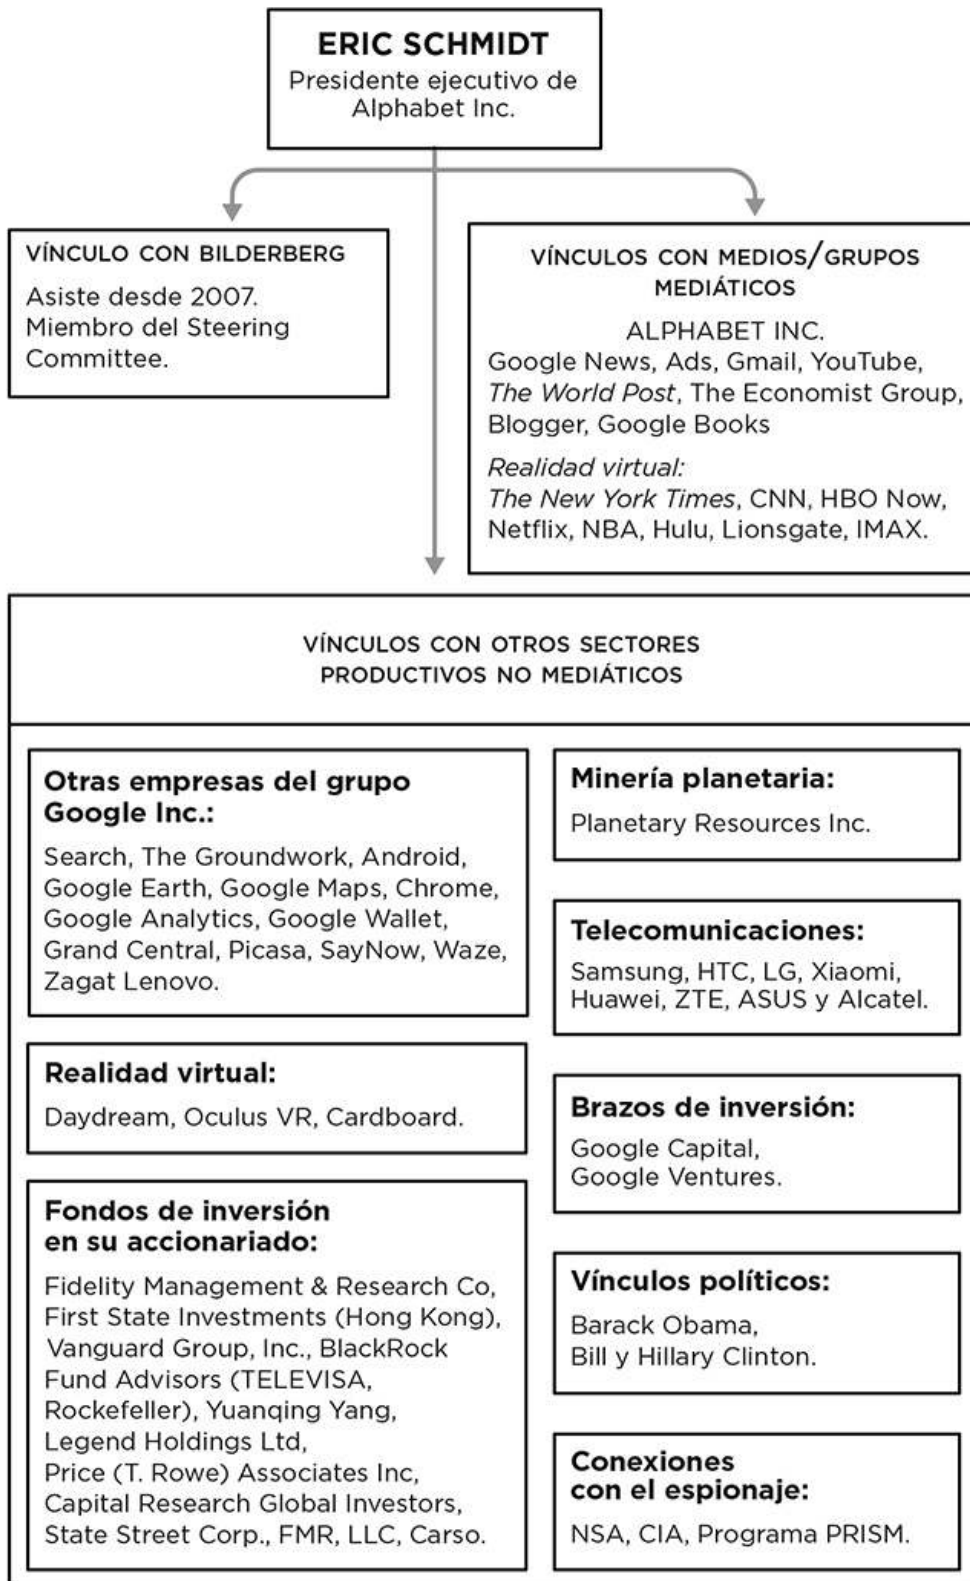 ERIC SCHMIDT
Presidente ejecutivo de
Alphabet Inc.
VÍNCULO CON BILDERBERG
Asiste desde 2007.
Miembro del Steering
Committee.
VÍNCULOS CON MEDIOS/GRUPOS
MEDIÁTICOS
ALPHABET INC.
Google News, Ads, Gmail, YouTube,
The World Post, The Economist Group,
Blogger, Google Books
Realidad virtual:
The New York Times, CNN, HBO Now,
Netflix, NBA, Hulu, Lionsgate, IMAX.
VÍNCULOS CON OTROS SECTORES
PRODUCTIVOS NO MEDIÁTICOS
Otras empresas del grupo
Google Inc.:
Search, The Groundwork, Android,
Google Earth, Google Maps, Chrome,
Google Analytics, Google Wallet,
Grand Central, Picasa, SayNow, Waze,
Zagat Lenovo.
Realidad virtual:
Daydream, Oculus VR, Cardboard.
Fondos de inversión
en su accionariado:
Fidelity Management & Research Co,
First State Investments (Hong Kong),
Vanguard Group, Inc., BlackRock
Fund Advisors (TELEVISA,
Rockefeller), Yuanqing Yang,
Legend Holdings Ltd,
Price (T. Rowe) Associates Inc,
Capital Research Global Investors,
State Street Corp., FMR, LLC, Carso.
Minería planetaria:
Planetary Resources Inc.
Telecomunicaciones:
Samsung, HTC, LG, Xiaomi,
Huawei, ZTE, ASUS y Alcatel.
Brazos de inversión:
Google Capital,
Google Ventures.
Vínculos políticos:
Barack Obama,
Bill y Hillary Clinton.
Conexiones
con el espionaje:
NSA, CIA, Programa PRISM.